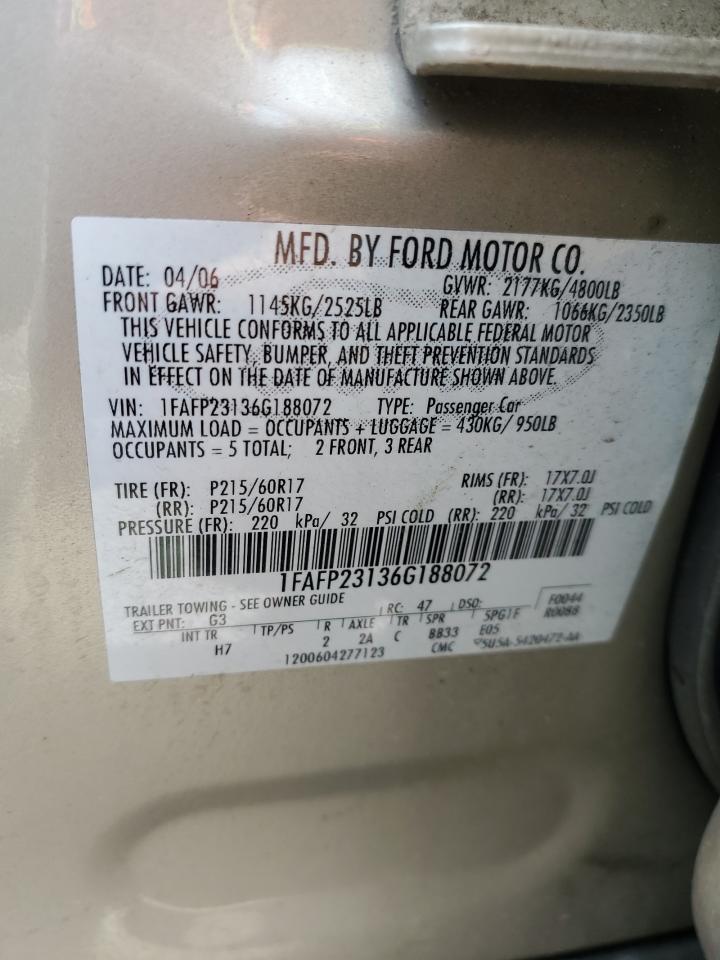 MFD. BY FORD MOTOR CO.
DATE: 04/06 GVWR: 2177KG/4800LB
FRONT GAWR: 1145KG/2525LB REAR GAWR: 1066KG/2350LB
THIS VEHICLE CONFORMS TO ALL APPLICABLE FEDERAL MOTOR
VEHICLE SAFETY, BUMPER, AND THEFT PREVENTION STANDARDS
IN EFFECT ON THE DATE OF MANUFACTURE SHOWN ABOVE.
VIN: 1FAFP23136G188072 TYPE: Passenger Car
MAXIMUM LOAD = OCCUPANTS + LUGGAGE = 430KG/ 950LB
OCCUPANTS = 5 TOTAL; 2 FRONT, 3 REAR
TIRE (FR): P215/60R17 RIMS (FR): 17X7.0J
(RR): P215/60R17 (RR): 17X7.0J
PRESSURE (FR): 220 kPa/ 32 PSI COLD (RR): 220 kPa/ 32 PSI COLD
1FAFP23136G188072
TRAILER TOWING - SEE OWNER GUIDE
EXT PNT: G3 RC: 47 DSO: F0044
R0088
INT TR TP/PS R AXLE TR SPR SPG1F
H7 2 2A C BB33 E05
1200604277123 CMC